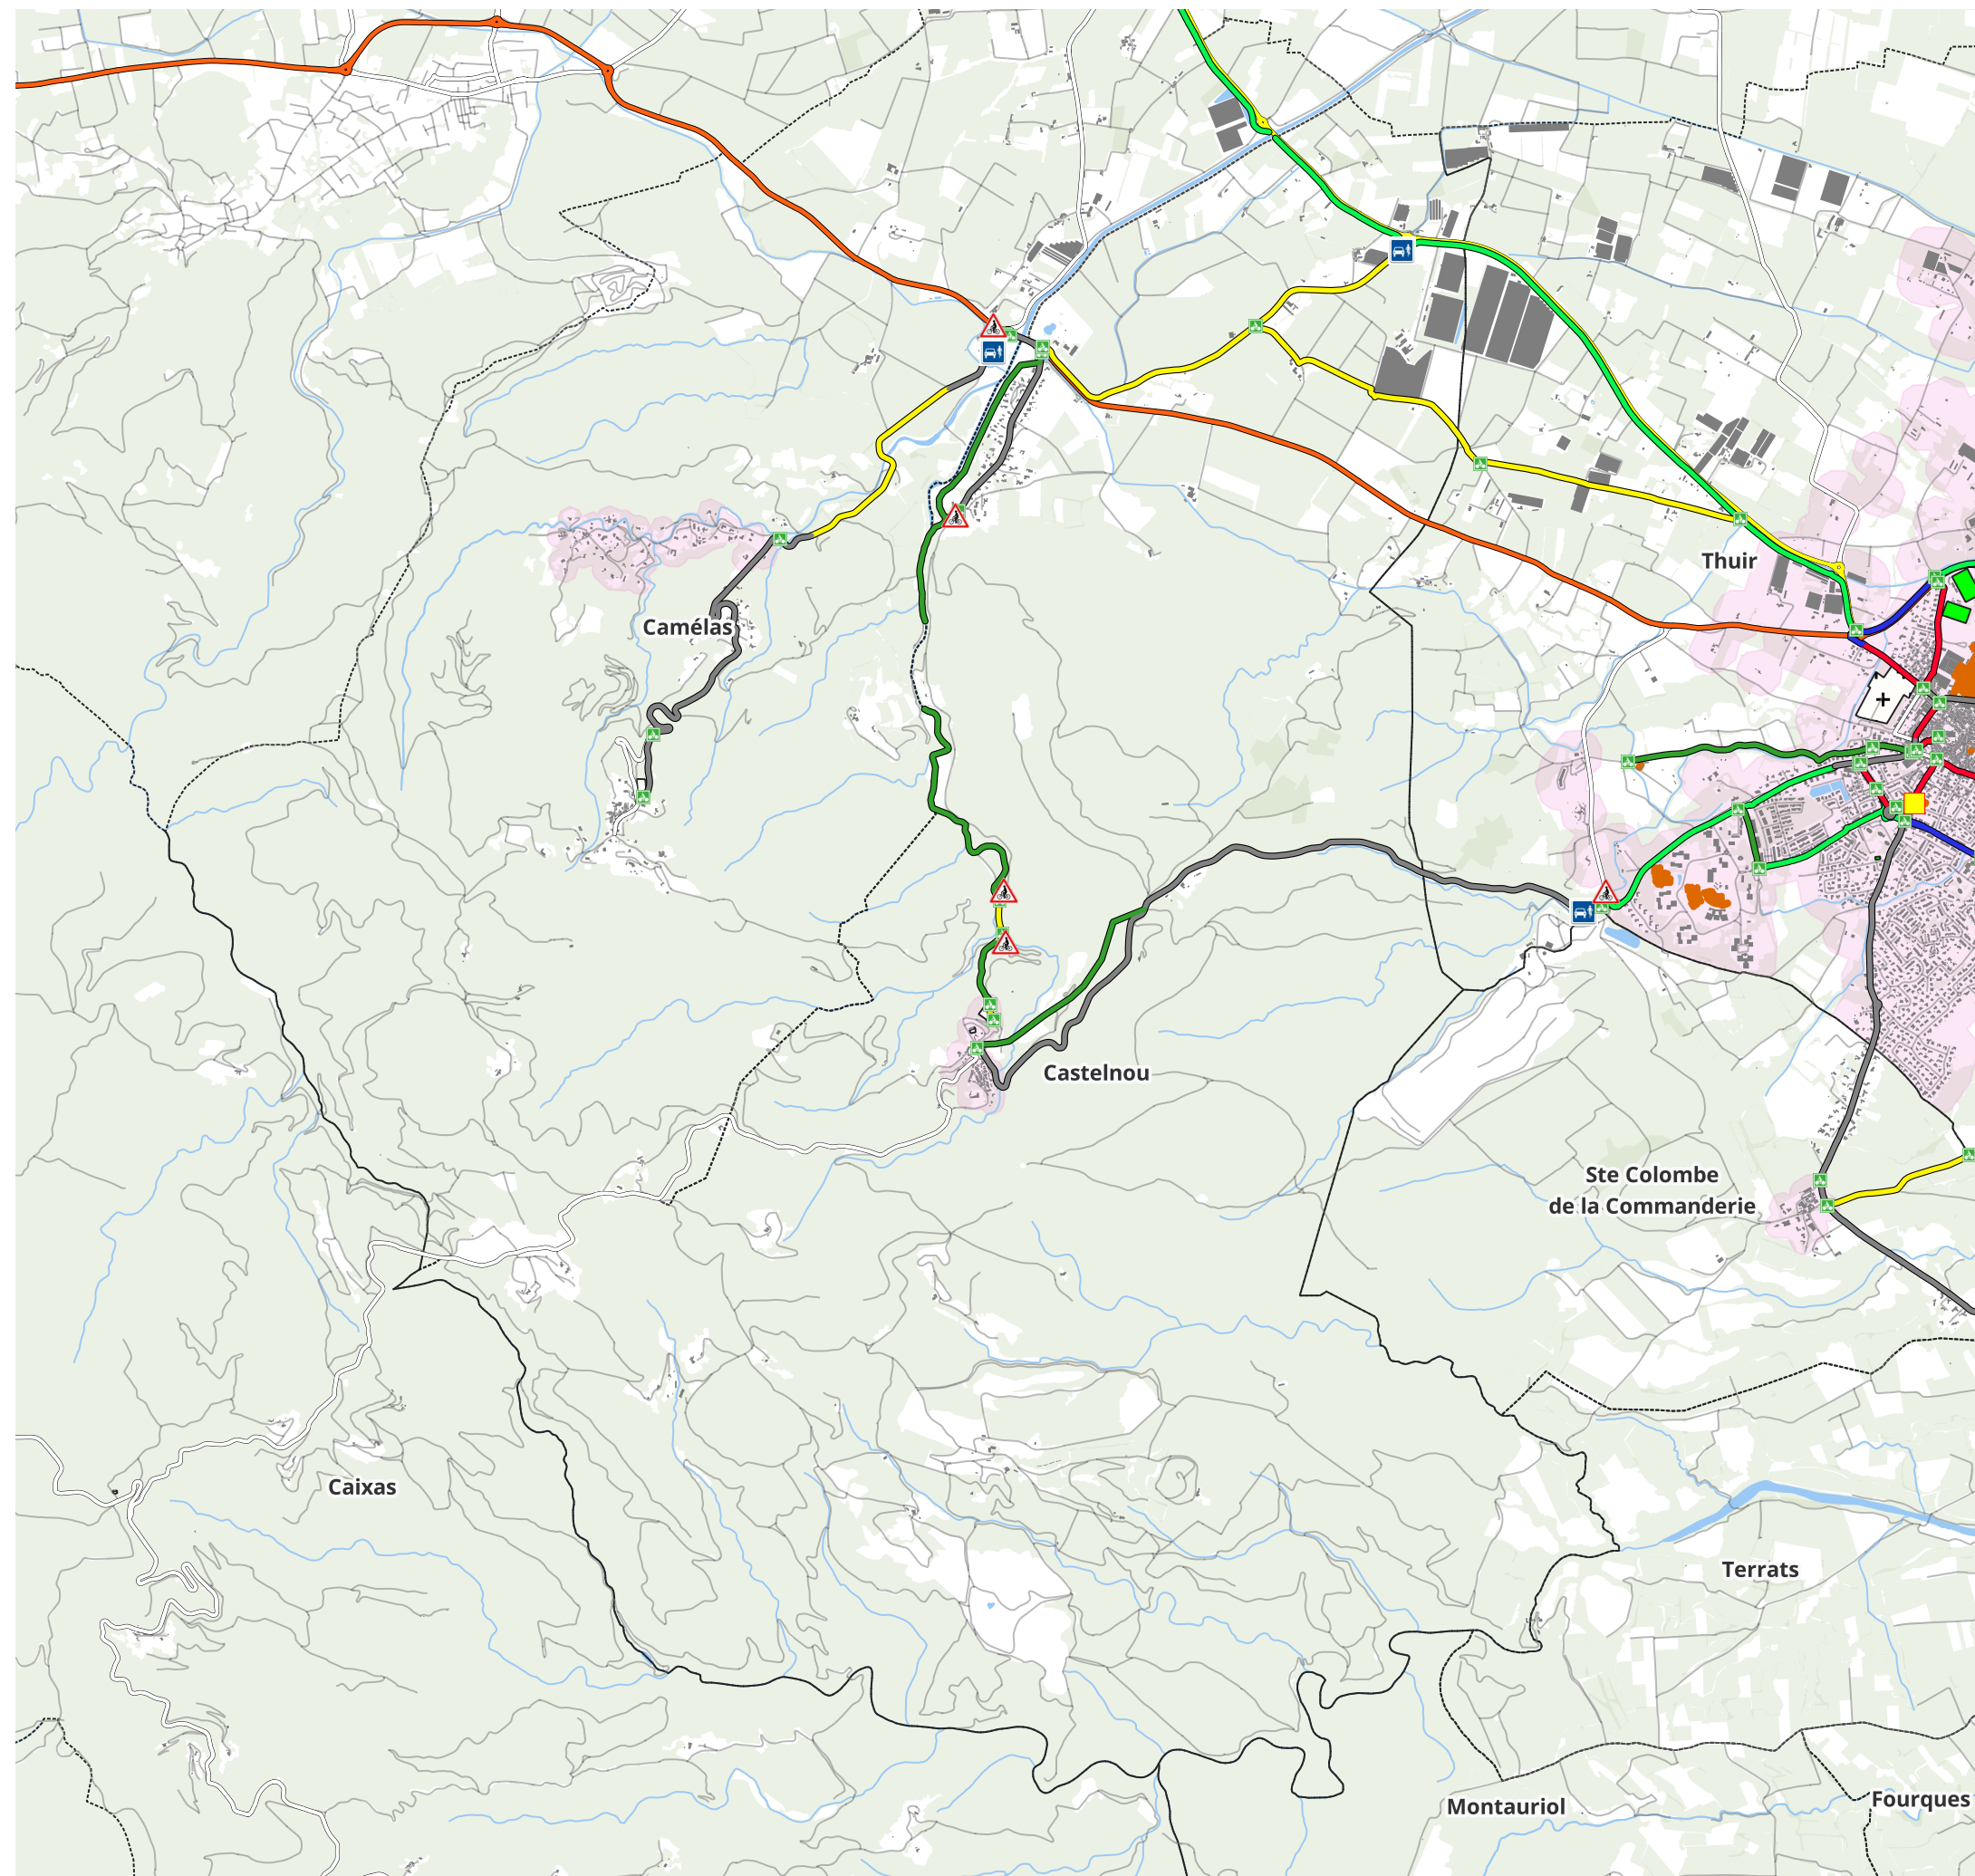 Thuir
Camélas
Castelnou
Ste Colombe
de la Commanderie
Caixas
Terrats
Montauriol
Fourques